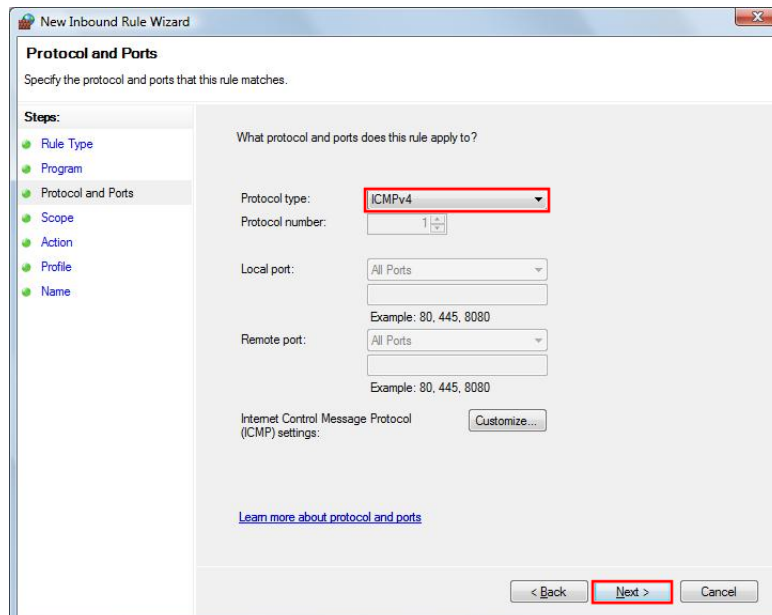 New Inbound Rule Wizard
Protocol and Ports
Specify the protocol and ports that this rule matches.
Steps:
Rule Type
Program
Protocol and Ports
Scope
Action
Profile
Name
What protocol and ports does this rule apply to?
Protocol type: ICMPv4
Protocol number: 1
Local port: All Ports
Example: 80, 445, 8080
Remote port: All Ports
Example: 80, 445, 8080
Internet Control Message Protocol
(ICMP) settings:
Customize...
Learn more about protocol and ports
< Back Next > Cancel